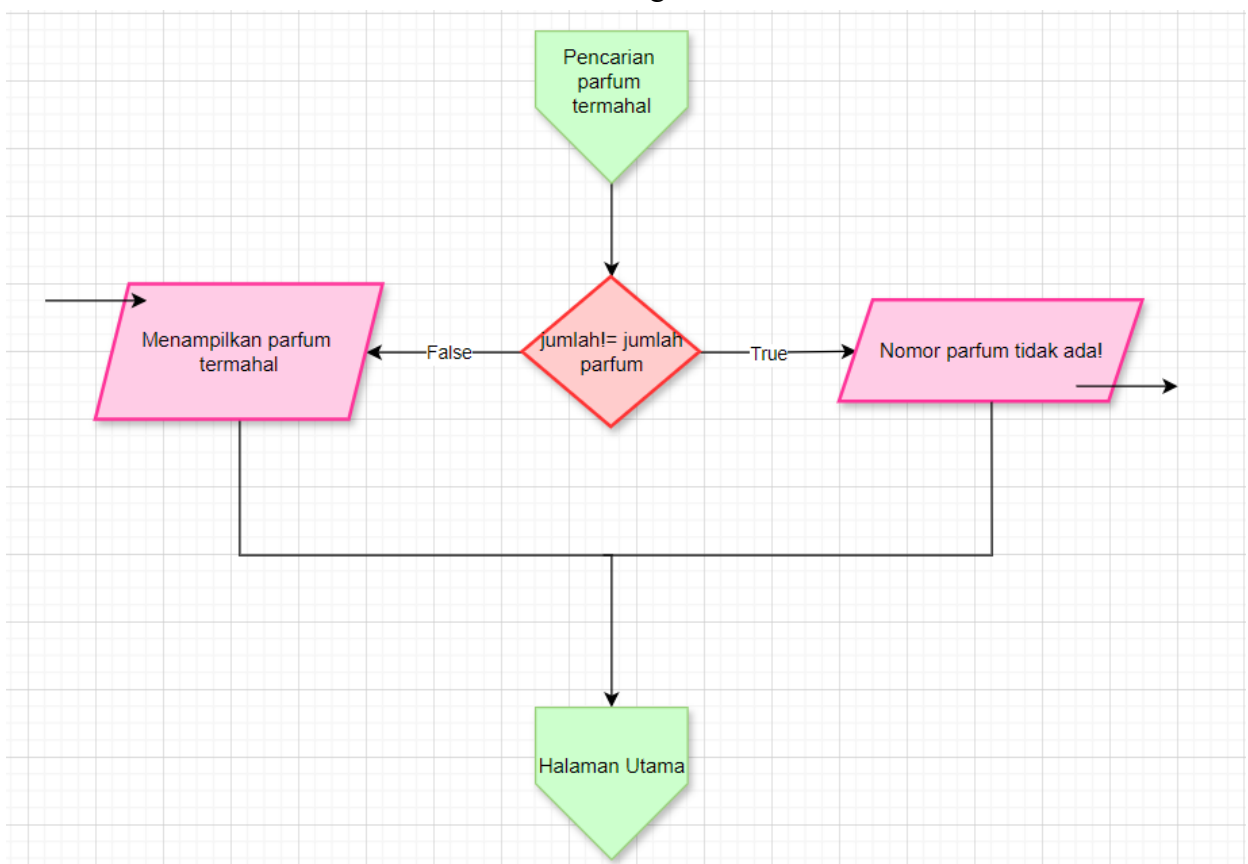 Pencarian
parfum
termahal
Menampilkan parfum
termahal
False
jumlah!= jumlah
parfum
True
Nomor parfum tidak ada!
Halaman Utama